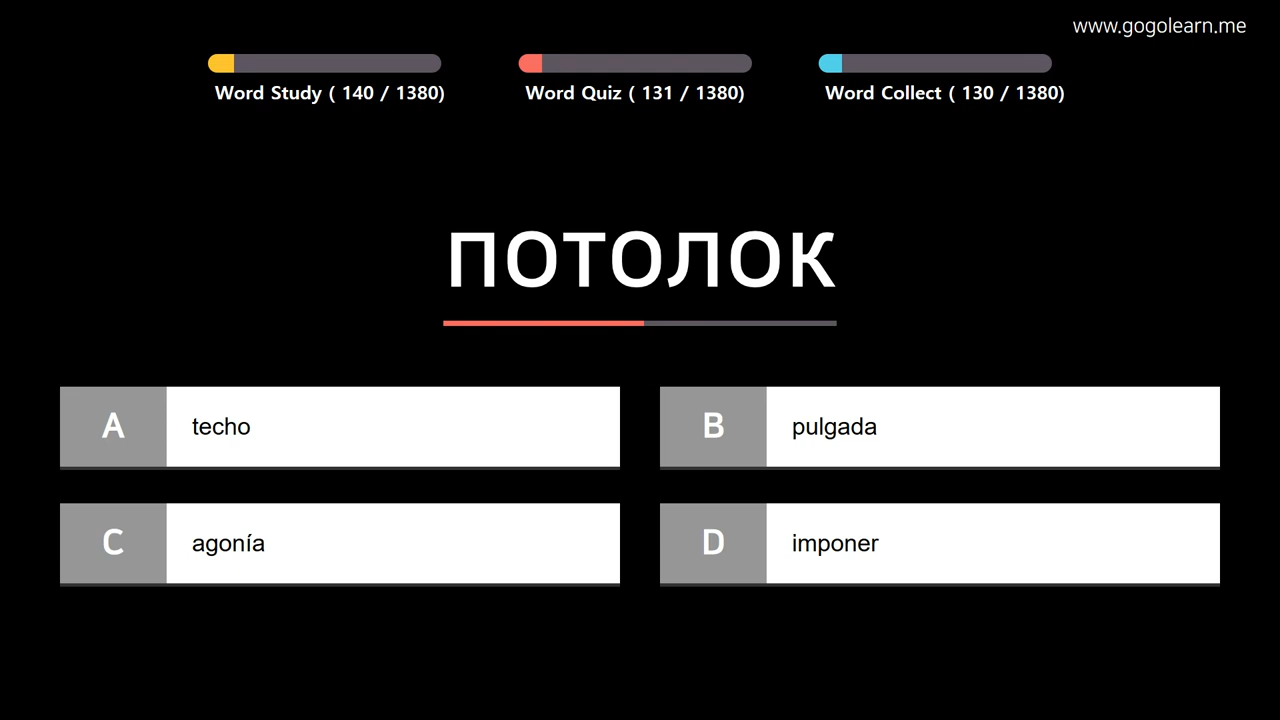 www.gogolearn.me
Word Study ( 140 / 1380)
Word Quiz ( 131 / 1380)
Word Collect ( 130 / 1380)
ПОТОЛОК
A techo
B pulgada
C agonía
D imponer